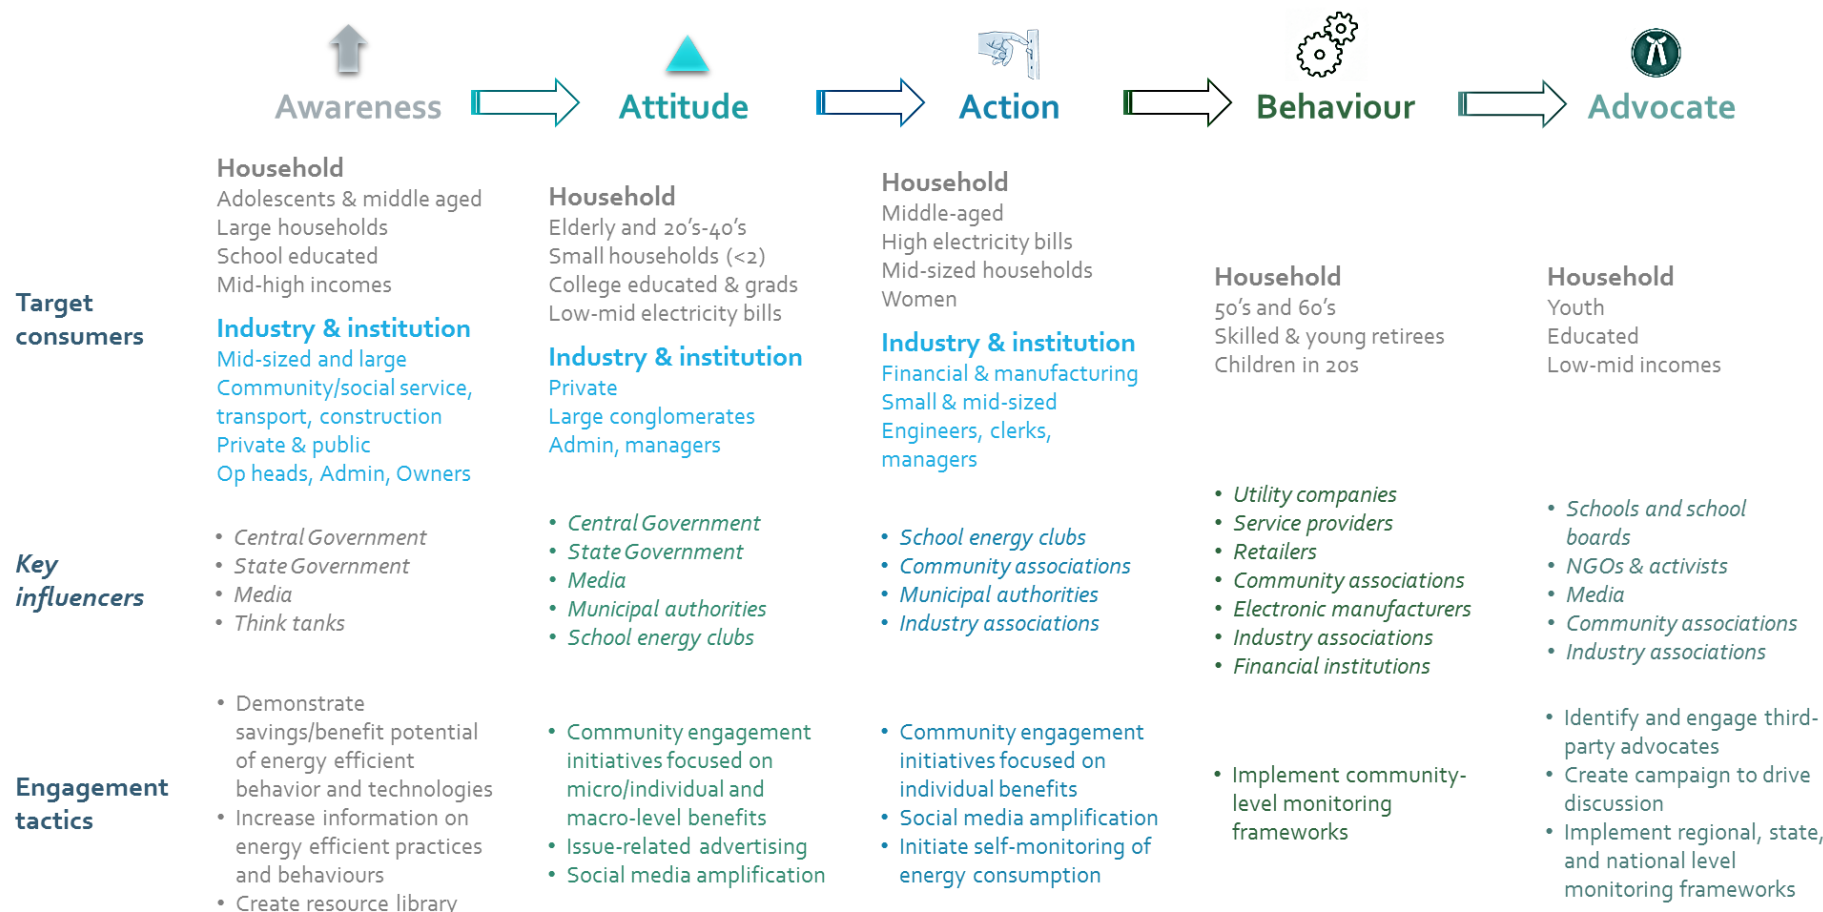 Awareness
Attitude
Action
Behaviour
Advocate
Target
consumers
Household
Adolescents & middle aged
Large households
School educated
Mid-high incomes
Industry & institution
Mid-sized and large
Community/social service,
transport, construction
Private & public
Op heads, Admin, Owners
Household
Elderly and 20's-40's
Small households (<2)
College educated & grads
Low-mid electricity bills
Industry & institution
Private
Large conglomerates
Admin, managers
Household
Middle-aged
High electricity bills
Mid-sized households
Women
Industry & institution
Financial & manufacturing
Small & mid-sized
Engineers, clerks,
managers
Household
50's and 60's
Skilled & young retirees
Children in 20s
Household
Youth
Educated
Low-mid incomes
Key
influencers
• Central Government
• State Government
• Media
• Think tanks
• Central Government
• State Government
• Media
• Municipal authorities
• School energy clubs
• School energy clubs
• Community associations
• Municipal authorities
• Industry associations
• Utility companies
• Service providers
• Retailers
• Community associations
• Electronic manufacturers
• Industry associations
• Financial institutions
• Schools and school
boards
• NGOs & activists
• Media
• Community associations
• Industry associations
Engagement
tactics
• Demonstrate
savings/benefit potential
of energy efficient
behavior and technologies
• Increase information on
energy efficient practices
and behaviours
• Create resource library
• Community engagement
initiatives focused on
micro/individual and
macro-level benefits
• Issue-related advertising
• Social media amplification
• Community engagement
initiatives focused on
individual benefits
• Social media amplification
• Initiate self-monitoring of
energy consumption
• Implement community-
level monitoring
frameworks
• Identify and engage third-
party advocates
• Create campaign to drive
discussion
• Implement regional, state,
and national level
monitoring frameworks